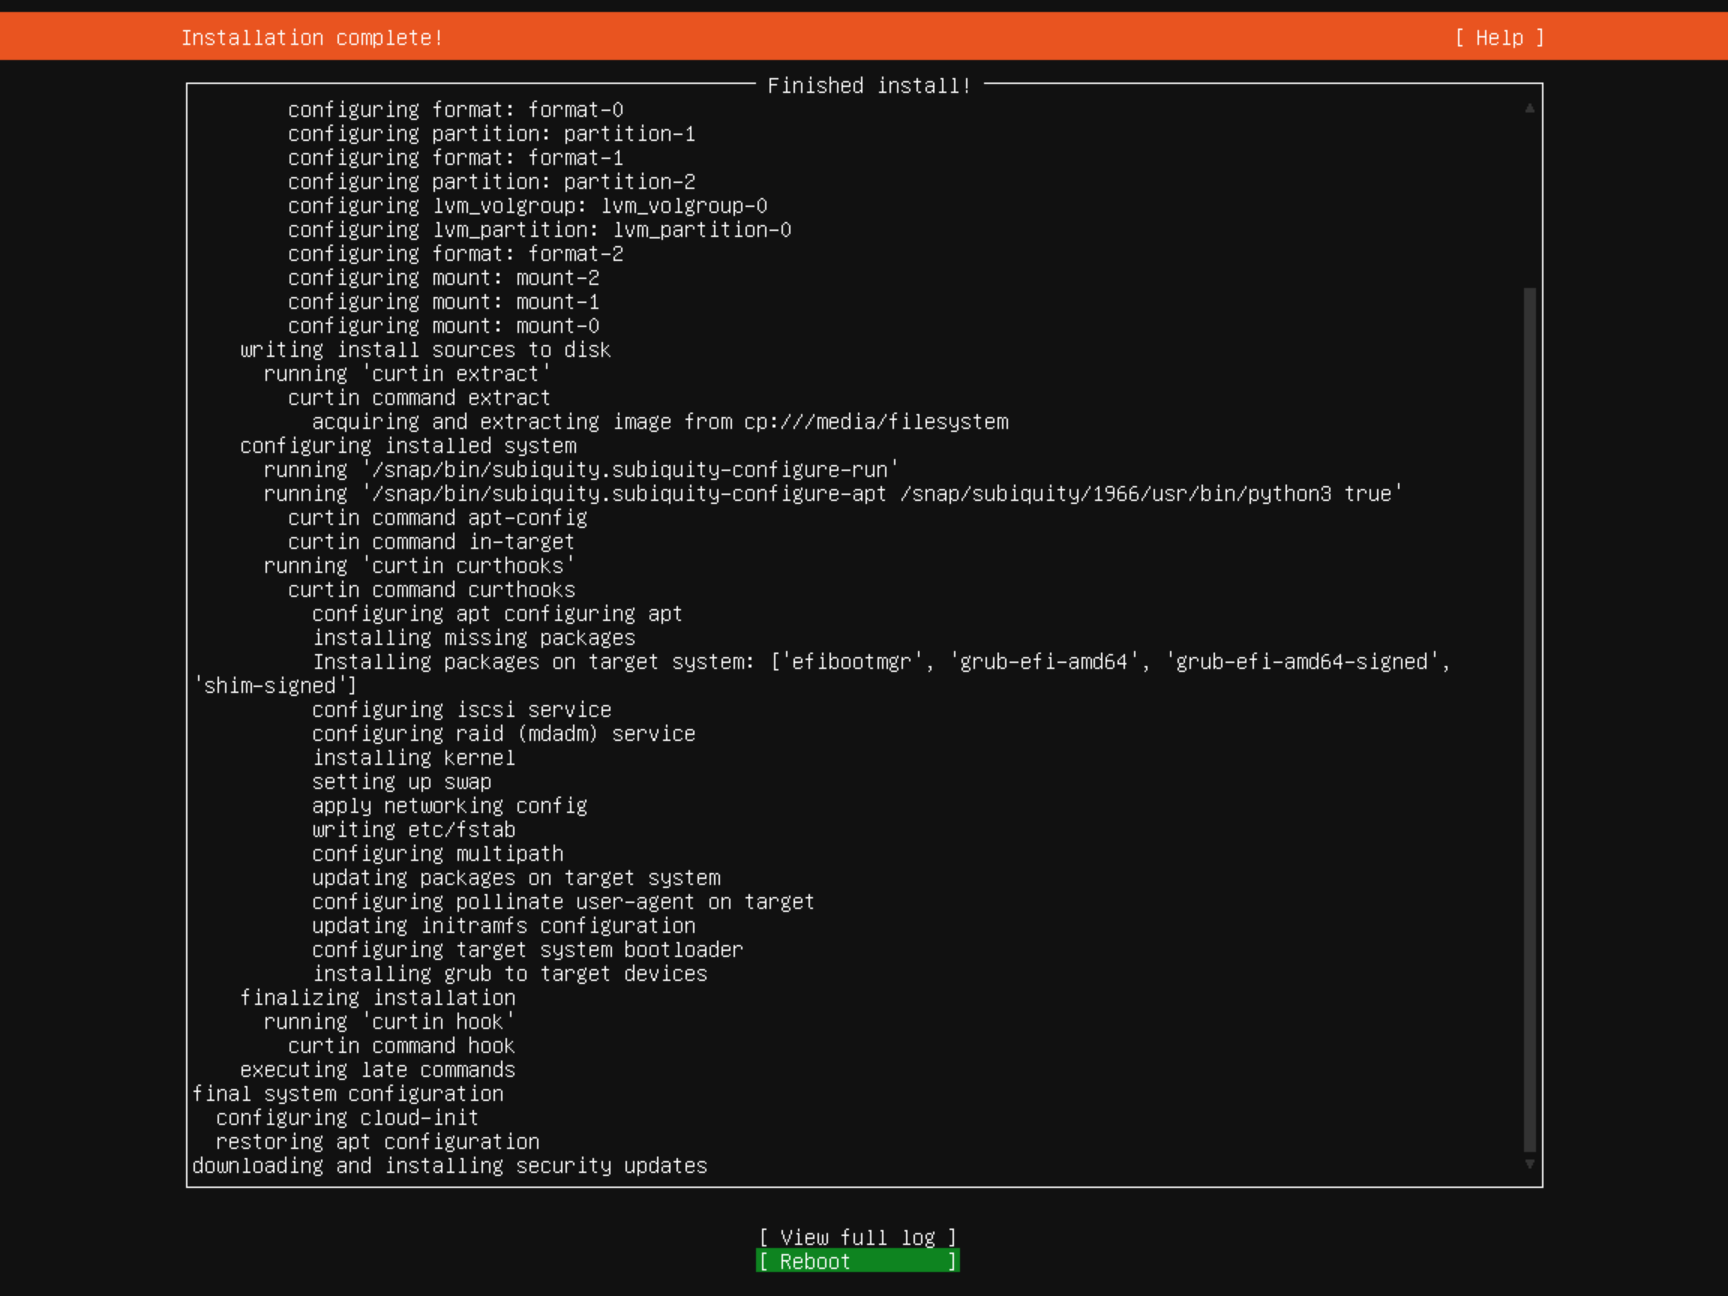 Installation complete! [ Help ]
Finished install!
configuring format: format-0
configuring partition: partition-1
configuring format: format-1
configuring partition: partition-2
configuring lvm_volgroup: lvm_volgroup-0
configuring lvm_partition: lvm_partition-0
configuring format: format-2
configuring mount: mount-2
configuring mount: mount-1
configuring mount: mount-0
writing install sources to disk
running 'curtin extract'
curtin command extract
acquiring and extracting image from cp:///media/filesystem
configuring installed system
running '/snap/bin/subiquity.subiquity-configure-run'
running '/snap/bin/subiquity.subiquity-configure-apt /snap/subiquity/1966/usr/bin/python3 true'
curtin command apt-config
curtin command in-target
running 'curtin curthooks'
curtin command curthooks
configuring apt configuring apt
installing missing packages
Installing packages on target system: ['efibootmgr', 'grub-efi-amd64', 'grub-efi-amd64-signed',
'shim-signed']
configuring iscsi service
configuring raid (mdadm) service
installing kernel
setting up swap
apply networking config
writing etc/fstab
configuring multipath
updating packages on target system
configuring pollinate user-agent on target
updating initramfs configuration
configuring target system bootloader
installing grub to target devices
finalizing installation
running 'curtin hook'
curtin command hook
executing late commands
final system configuration
configuring cloud-init
restoring apt configuration
downloading and installing security updates
[ View full log ]
[ Reboot ]